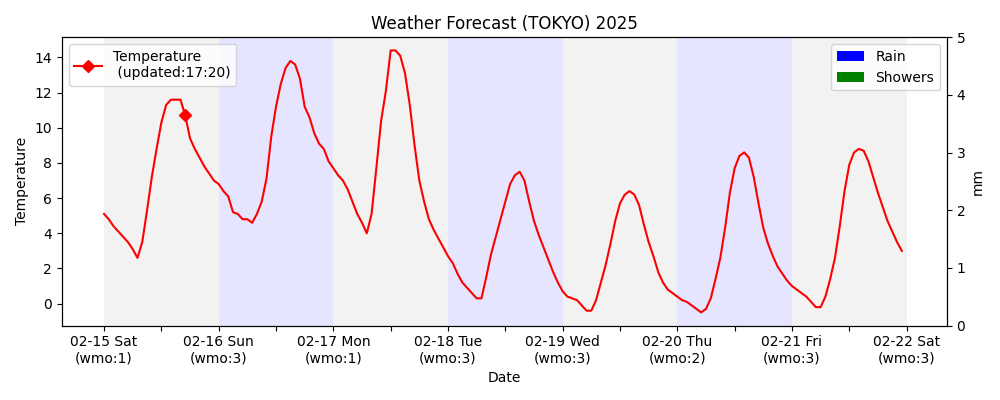 Weather Forecast (TOKYO) 2025
Temperature
(updated:17:20)
Rain
Showers
Temperature
14
12
10
8
6
4
2
0
5
4
3
2
1
0
mm
02-15 Sat
(wmo:1)
02-16 Sun
(wmo:3)
02-17 Mon
(wmo:1)
02-18 Tue
(wmo:3)
02-19 Wed
(wmo:3)
02-20 Thu
(wmo:2)
02-21 Fri
(wmo:3)
02-22 Sat
(wmo:3)
Date